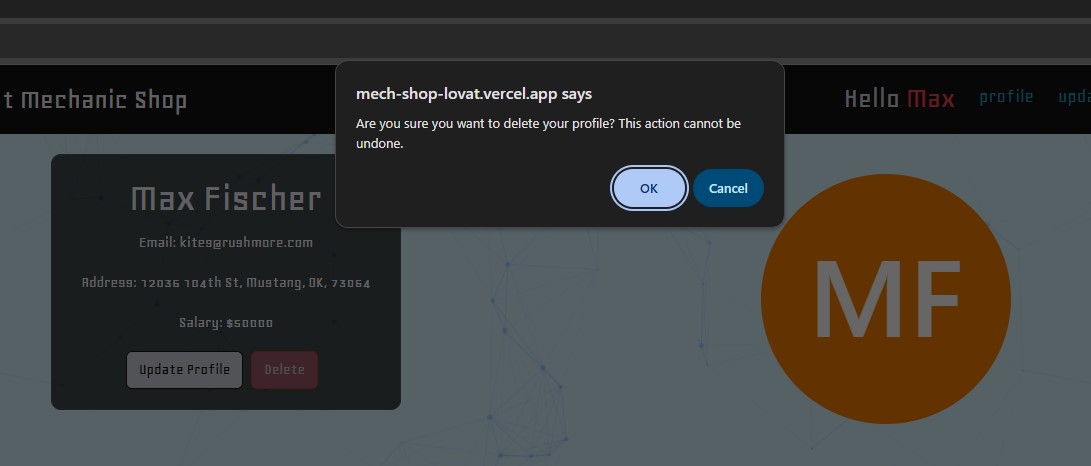 mech-shop-lovat.vercel.app says
Are you sure you want to delete your profile? This action cannot be
undone.
OK
Cancel
t Mechanic Shop
Hello Max
profile
Max Fischer
Email: kites@rushmore.com
Address: 12036 104th St, Mustang, OK, 73064
Salary: $50000
Update Profile
Delete
MF